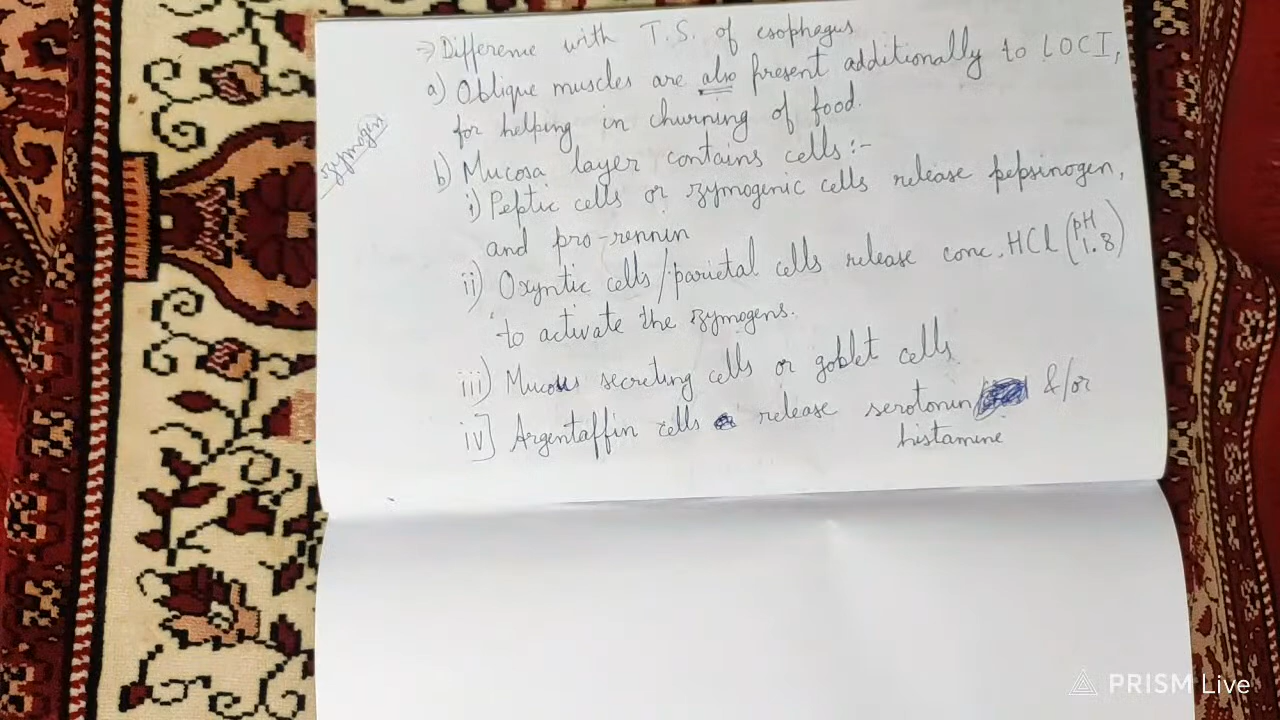 ⇒ Difference with T.S. of esophagus
a) Oblique muscles are also present additionally to LOCI,
for helping in churning of food.
b) Mucosa layer contains cells:-
i) Peptic cells or zymogenic cells release pepsinogen,
and pro-rennin
ii) Oxyntic cells/parietal cells release conc. HCl (pH 1.8)
to activate the zymogens.
iii) Mucous secreting cells or goblet cells
iv] Argentaffin cells release serotonin &/or
histamine
PRISM Live